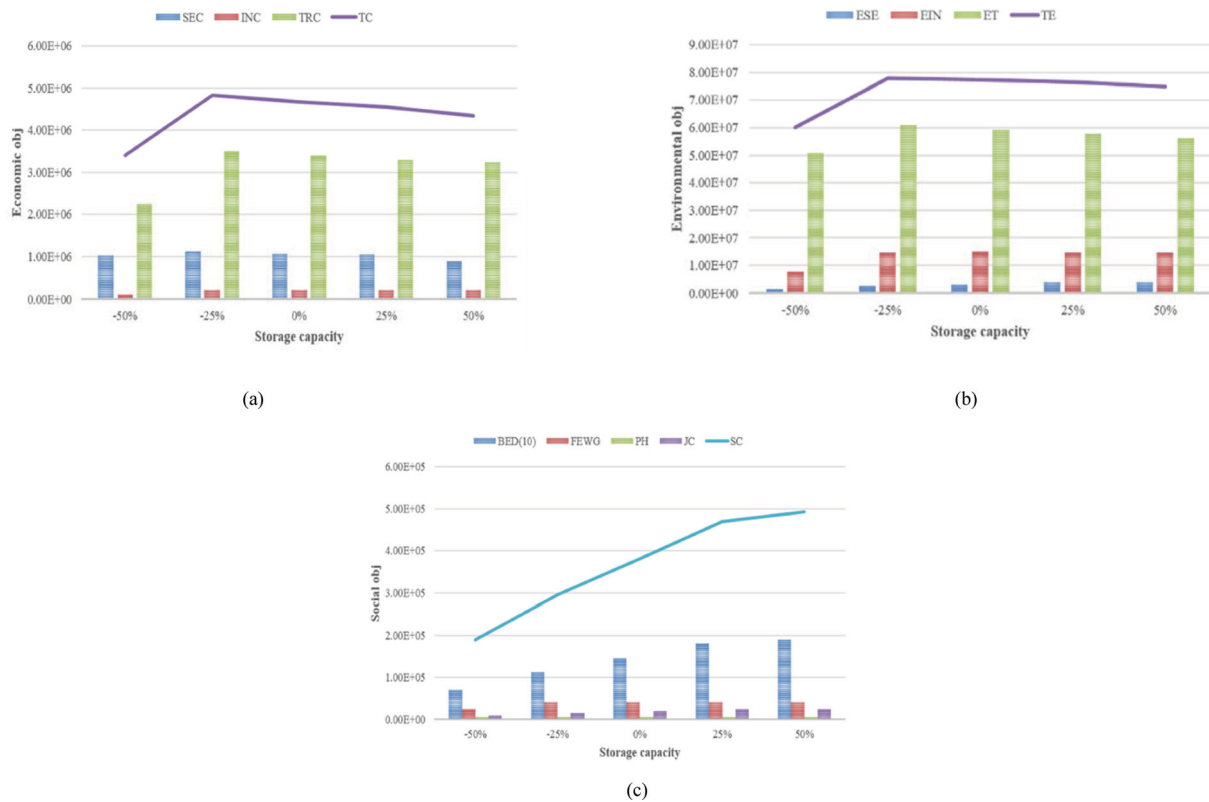 SEC INC TRC TC
6.00E+06
5.00E+06
4.00E+06
3.00E+06
2.00E+06
1.00E+06
0.00E+00
Economic obj
-50% -25% 0% 25% 50%
Storage capacity
(a)
ESE EIN ET TE
9.00E+07
8.00E+07
7.00E+07
6.00E+07
5.00E+07
4.00E+07
3.00E+07
2.00E+07
1.00E+07
0.00E+00
Environmental obj
-50% -25% 0% 25% 50%
Storage capacity
(b)
BED(10) FEWG PH JC SC
6.00E+05
5.00E+05
4.00E+05
3.00E+05
2.00E+05
1.00E+05
0.00E+00
Social obj
-50% -25% 0% 25% 50%
Storage capacity
(c)